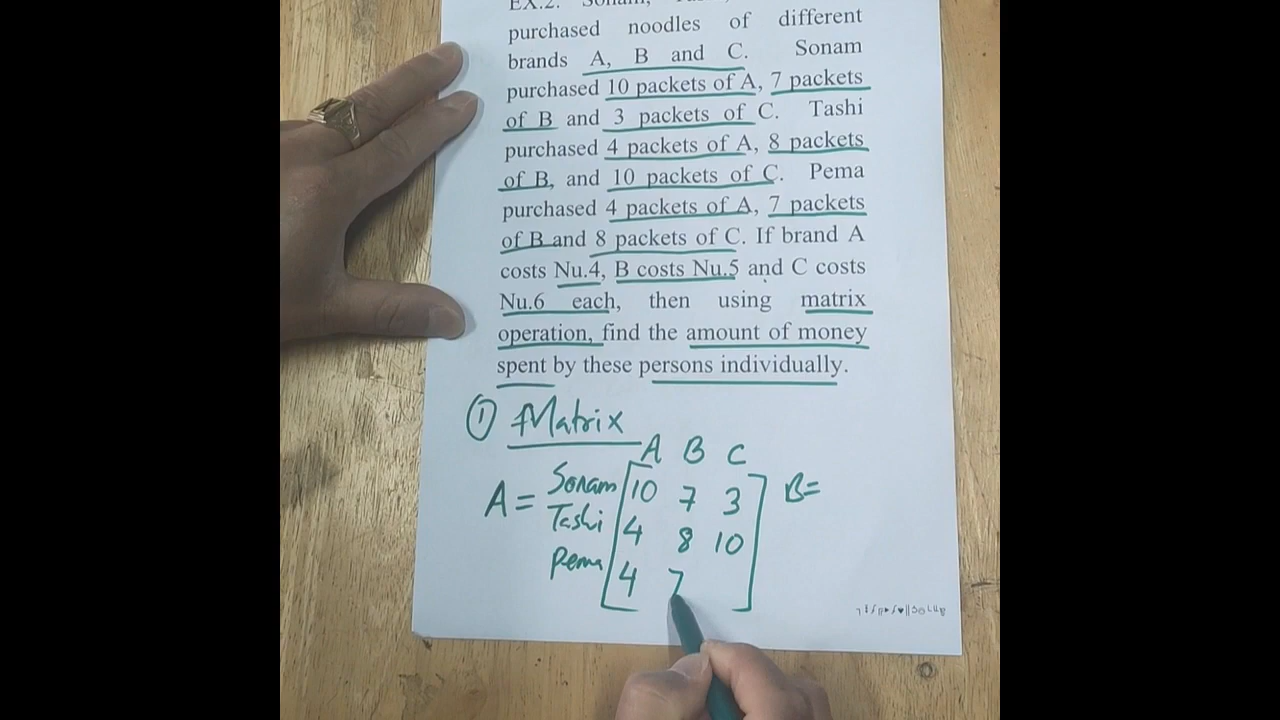 EX.2. Sonam,
purchased noodles of different
brands A, B and C. Sonam
purchased 10 packets of A, 7 packets
of B and 3 packets of C. Tashi
purchased 4 packets of A, 8 packets
of B, and 10 packets of C. Pema
purchased 4 packets of A, 7 packets
of B and 8 packets of C. If brand A
costs Nu.4, B costs Nu.5 and C costs
Nu.6 each, then using matrix
operation, find the amount of money
spent by these persons individually.
① Matrix
A B C
A = Sonam [10 7 3] B=
Tashi 4 8 10
Pema 4 7